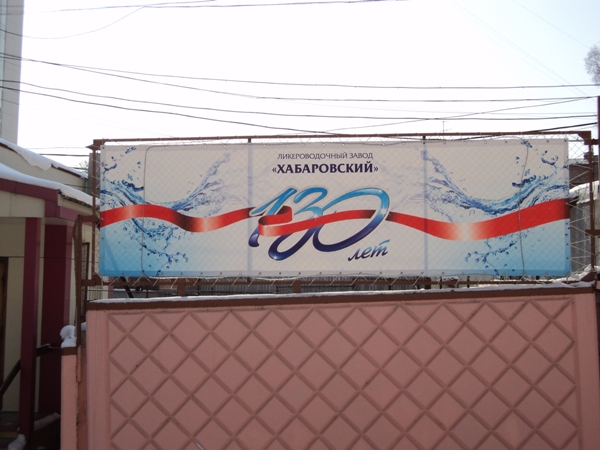 ЛИКЕРОВОДОЧНЫЙ ЗАВОД
«ХАБАРОВСКИЙ»
130
лет